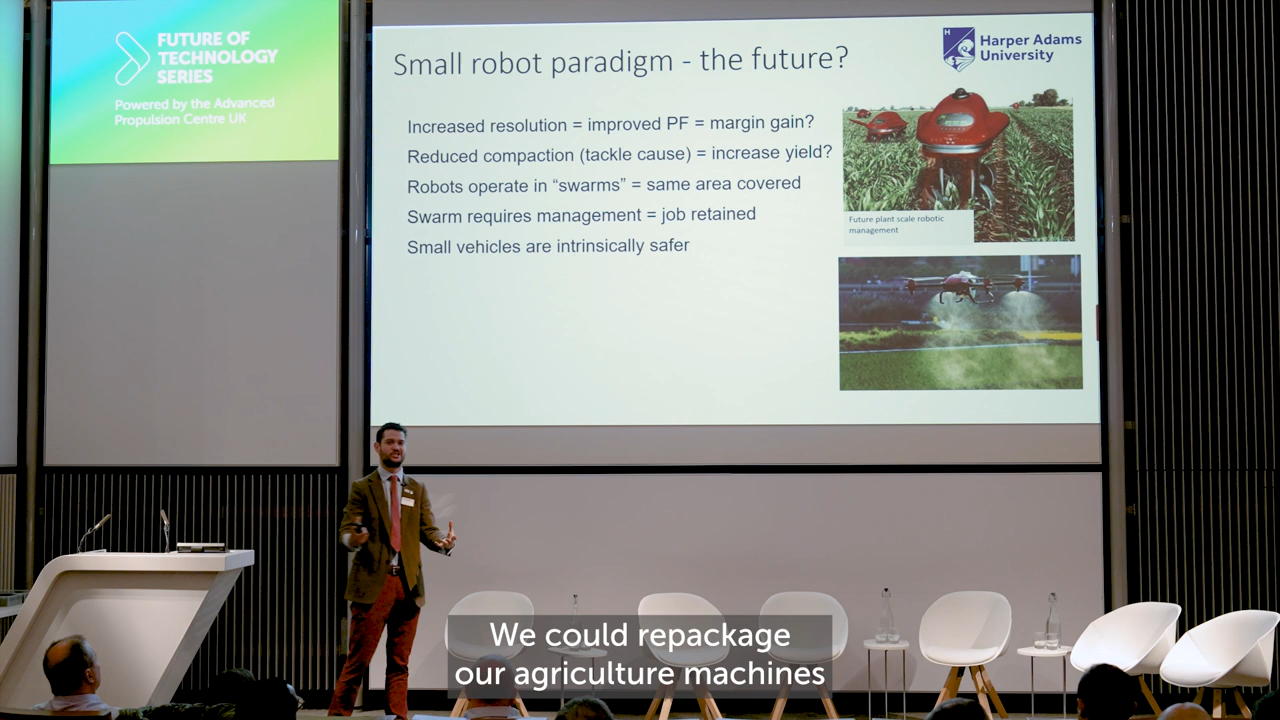 FUTURE OF
TECHNOLOGY
SERIES
Powered by the Advanced
Propulsion Centre UK
Small robot paradigm - the future?
H
Harper Adams
University
Increased resolution = improved PF = margin gain?
Reduced compaction (tackle cause) = increase yield?
Robots operate in “swarms” = same area covered
Swarm requires management = job retained
Small vehicles are intrinsically safer
Future plant scale robotic
management
We could repackage
our agriculture machines